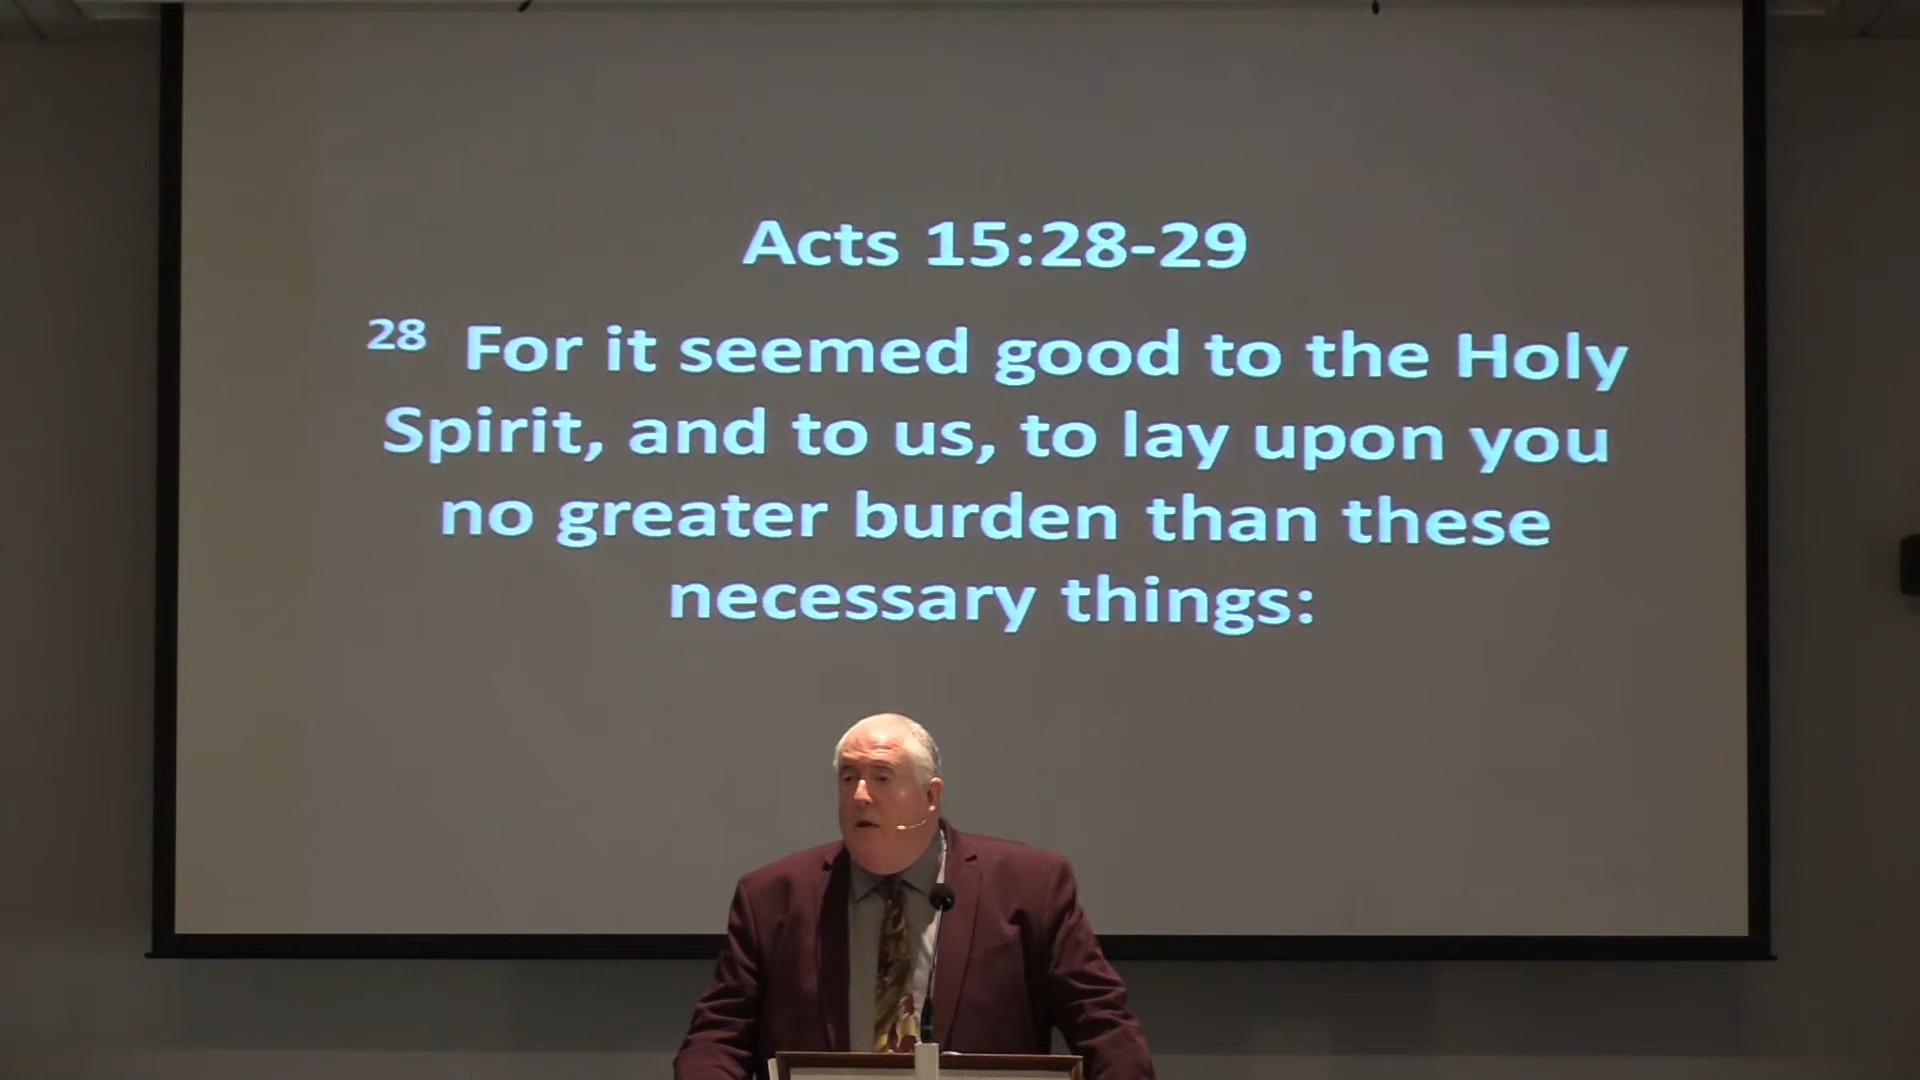 Acts 15:28-29
28 For it seemed good to the Holy
Spirit, and to us, to lay upon you
no greater burden than these
necessary things: